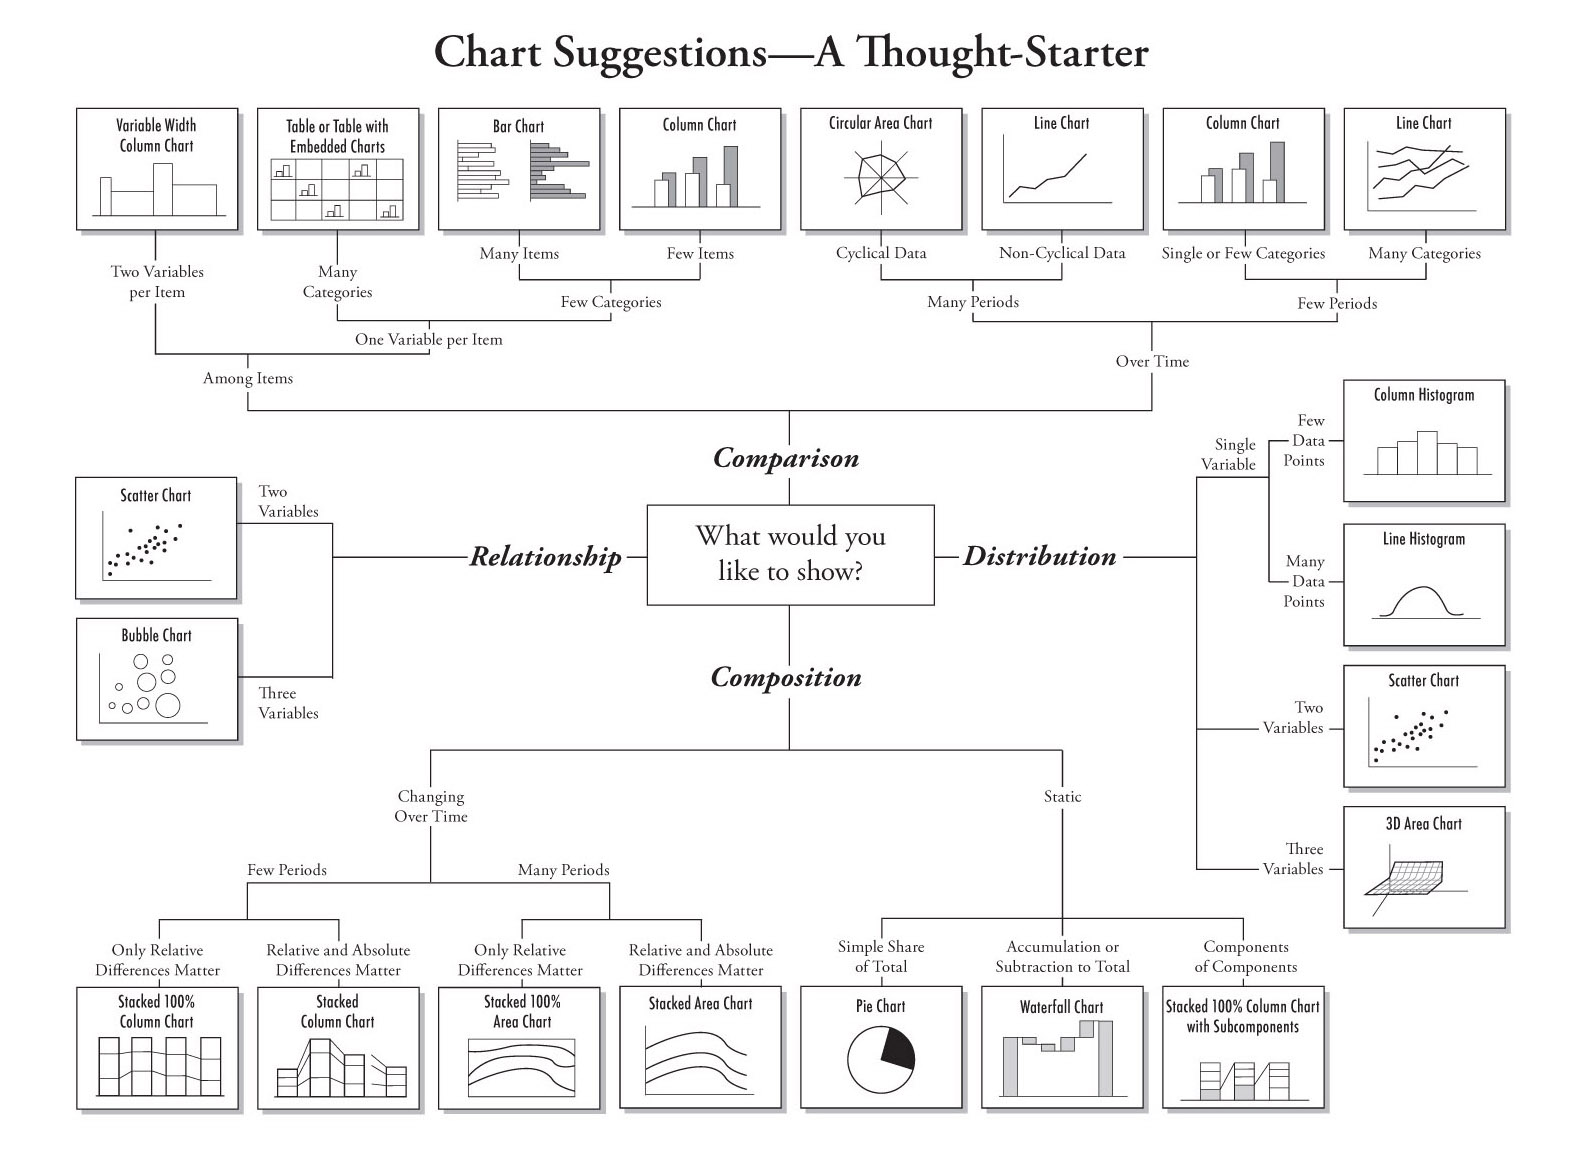 Chart Suggestions—A Thought-Starter
Variable Width
Column Chart
Table or Table with
Embedded Charts
Bar Chart
Column Chart
Circular Area Chart
Line Chart
Column Chart
Line Chart
Two Variables
per Item
Many
Categories
Many Items
Few Items
Cyclical Data
Non-Cyclical Data
Single or Few Categories
Many Categories
Few Categories
Many Periods
Few Periods
One Variable per Item
Over Time
Among Items
Comparison
Scatter Chart
Two
Variables
Bubble Chart
Three
Variables
Relationship
What would you
like to show?
Distribution
Single
Variable
Few
Data
Points
Column Histogram
Many
Data
Points
Line Histogram
Two
Variables
Scatter Chart
Three
Variables
3D Area Chart
Composition
Changing
Over Time
Static
Few Periods
Many Periods
Only Relative
Differences Matter
Relative and Absolute
Differences Matter
Only Relative
Differences Matter
Relative and Absolute
Differences Matter
Simple Share
of Total
Accumulation or
Subtraction to Total
Components
of Components
Stacked 100%
Column Chart
Stacked
Column Chart
Stacked 100%
Area Chart
Stacked Area Chart
Pie Chart
Waterfall Chart
Stacked 100% Column Chart
with Subcomponents